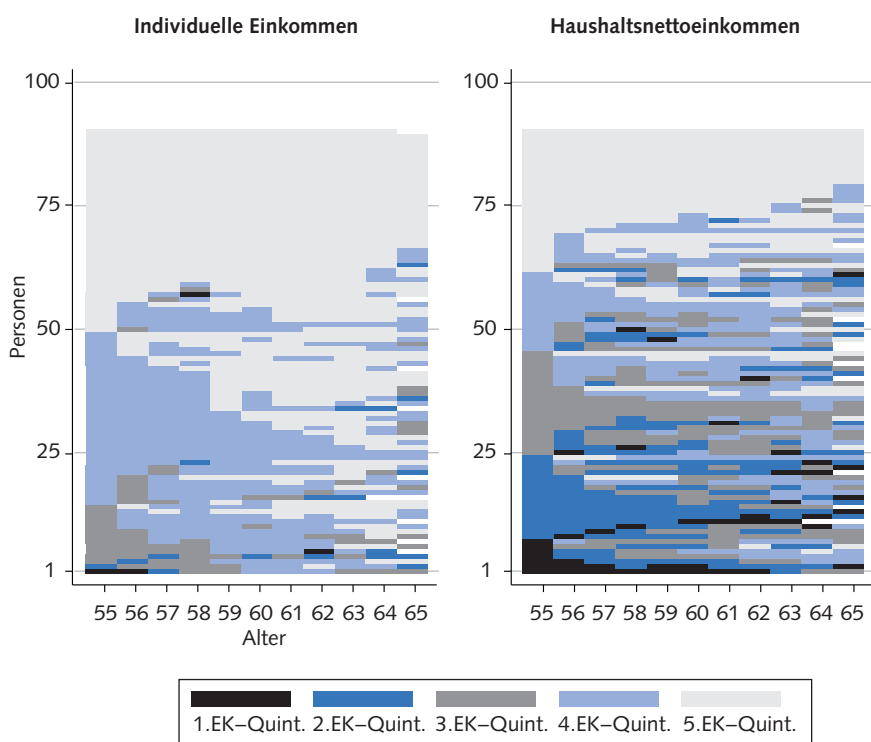 Individuelle Einkommen
Haushaltsnettoeinkommen
100
75
50
25
1
Personen
55 56 57 58 59 60 61 62 63 64 65
Alter
100
75
50
25
1
55 56 57 58 59 60 61 62 63 64 65
1.EK–Quint. 2.EK–Quint. 3.EK–Quint. 4.EK–Quint. 5.EK–Quint.